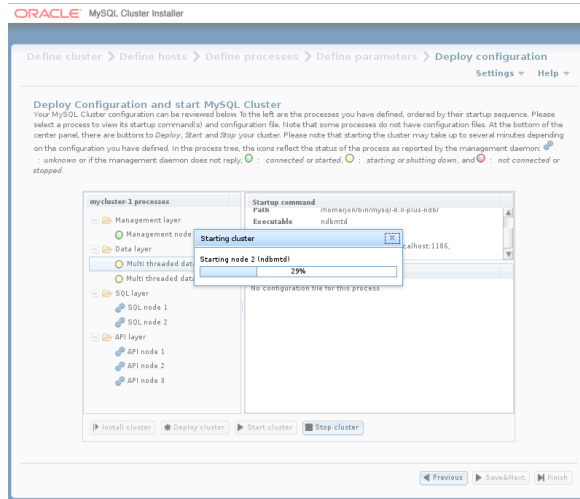 ORACLE MySQL Cluster Installer
Define cluster > Define hosts > Define processes > Define parameters > Deploy configuration
Settings Help
Deploy Configuration and start MySQL Cluster
Your MySQL Cluster configuration can be reviewed below. To the left are the processes you have defined, ordered by their startup sequence. Please
select a process to view its startup command(s) and configuration file. Note that some processes do not have configuration files. At the bottom of the
center panel, there are buttons to Deploy, Start and Stop your cluster. Please note that starting the cluster may take up to several minutes depending
on the configuration you have defined. In the process tree, the icons reflect the status of the process as reported by the management daemon:
: unknown or if the management daemon does not reply, : connected or started, : starting or shutting down, and : not connected or
stopped.
mycluster-1 processes
Management layer
Management node
Data layer
Multi threaded data
Multi threaded data
SQL layer
SQL node 1
SQL node 2
API layer
API node 1
API node 2
API node 3
Startup command
Path /home/jon/bin/mysql-8.0-plus-ndb/
Executable ndbmtd
calhost:1186,
Starting cluster
Starting node 2 (ndbmtd)
29%
No configuration file for this process
Install cluster Deploy cluster Start cluster Stop cluster
Previous Save&Next Finish